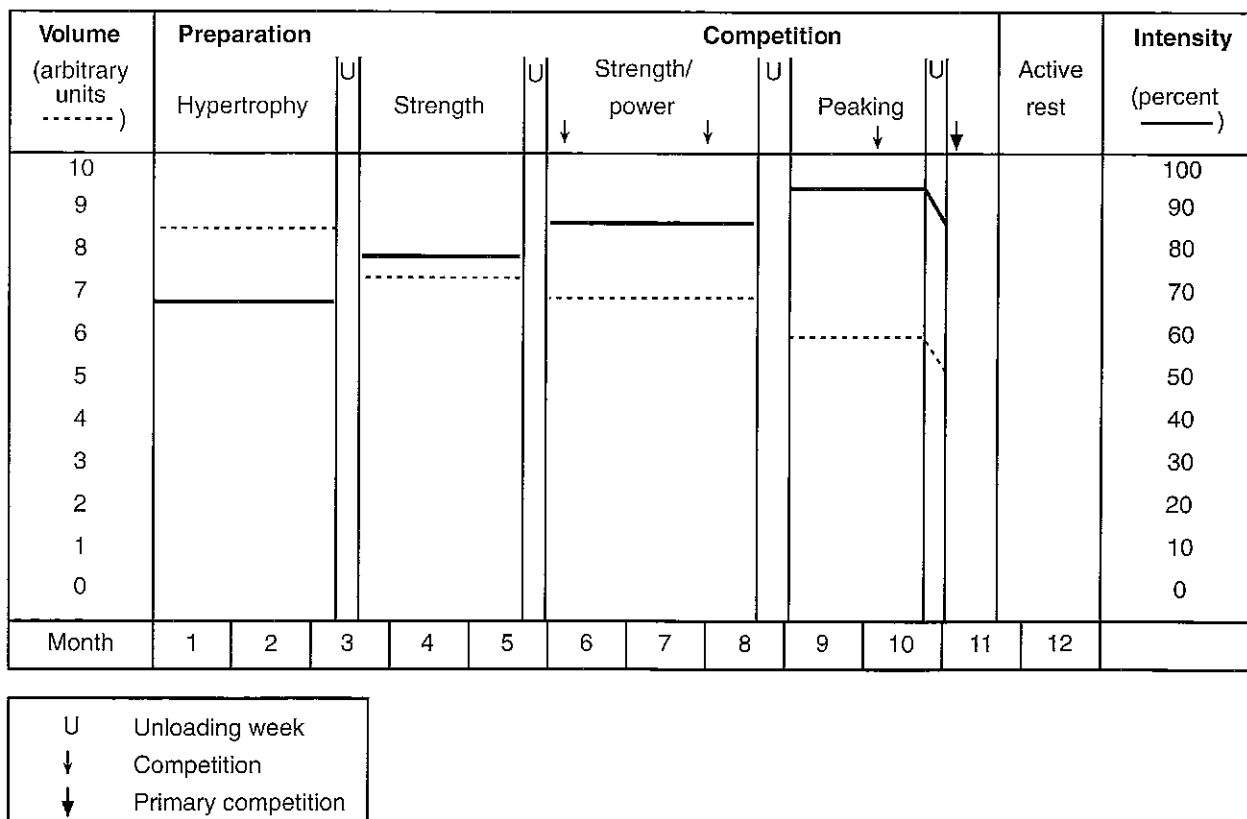 Volume
(arbitrary
units
------ )
Preparation
Competition
Intensity
(percent
)
Hypertrophy
U
Strength
U
Strength/
power
U
Peaking
U
Active
rest
10
9
8
7
6
5
4
3
2
1
0
100
90
80
70
60
50
40
30
20
10
0
Month 1 2 3 4 5 6 7 8 9 10 11 12
U Unloading week
↓ Competition
↓ Primary competition